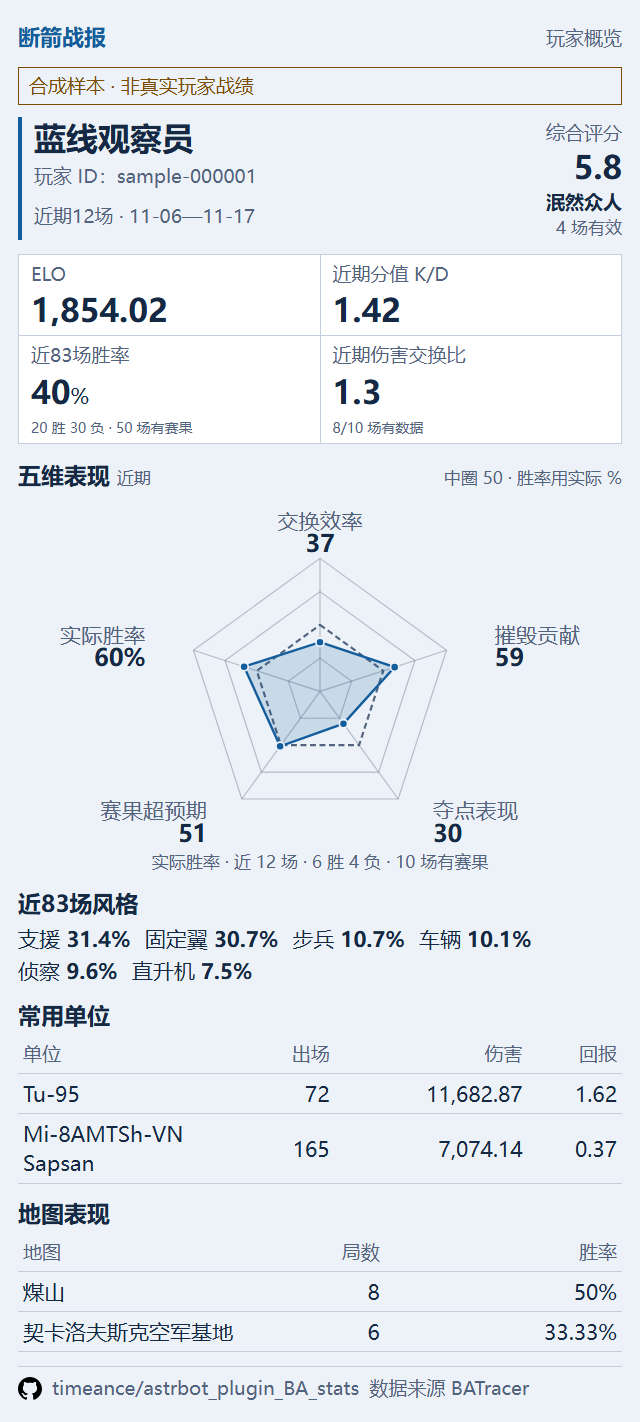 断箭战报
玩家概览
合成样本 · 非真实玩家战绩
蓝线观察员
玩家 ID：sample-000001
近期12场 · 11-06—11-17
综合评分
5.8
泯然众人
4 场有效
ELO
1,854.02
近期分值 K/D
1.42
近83场胜率
40%
20 胜 30 负 · 50 场有赛果
近期伤害交换比
1.3
8/10 场有数据
五维表现 近期
中圈 50 · 胜率用实际 %
交换效率
37
实际胜率
60%
摧毁贡献
59
赛果超预期
51
夺点表现
30
实际胜率 · 近 12 场 · 6 胜 4 负 · 10 场有赛果
近83场风格
支援 31.4% 固定翼 30.7% 步兵 10.7% 车辆 10.1%
侦察 9.6% 直升机 7.5%
常用单位
单位 出场 伤害 回报
Tu-95 72 11,682.87 1.62
Mi-8AMTSh-VN
Sapsan 165 7,074.14 0.37
地图表现
地图 局数 胜率
煤山 8 50%
契卡洛夫斯克空军基地 6 33.33%
timeance/astrbot_plugin_BA_stats 数据来源 BATracer